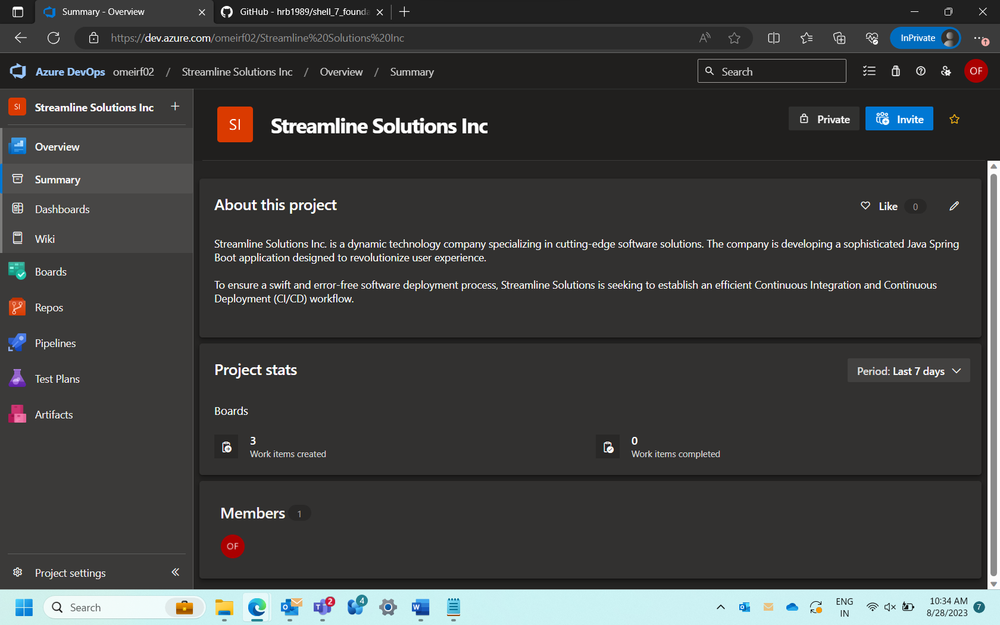 Summary - Overview
GitHub - hrb1989/shell_7_founda
https://dev.azure.com/omeirf02/Streamline%20Solutions%20Inc
InPrivate
Azure DevOps omeirf02 / Streamline Solutions Inc / Overview / Summary
Search
OF
SI Streamline Solutions Inc
Overview
Summary
Dashboards
Wiki
Boards
Repos
Pipelines
Test Plans
Artifacts
Project settings
SI
Streamline Solutions Inc
Private
Invite
About this project
Like 0
Streamline Solutions Inc. is a dynamic technology company specializing in cutting-edge software solutions. The company is developing a sophisticated Java Spring
Boot application designed to revolutionize user experience.
To ensure a swift and error-free software deployment process, Streamline Solutions is seeking to establish an efficient Continuous Integration and Continuous
Deployment (CI/CD) workflow.
Project stats
Period: Last 7 days
Boards
3
Work items created
0
Work items completed
Members 1
OF
Search
2
4
ENG
IN
10:34 AM
8/28/2023
7